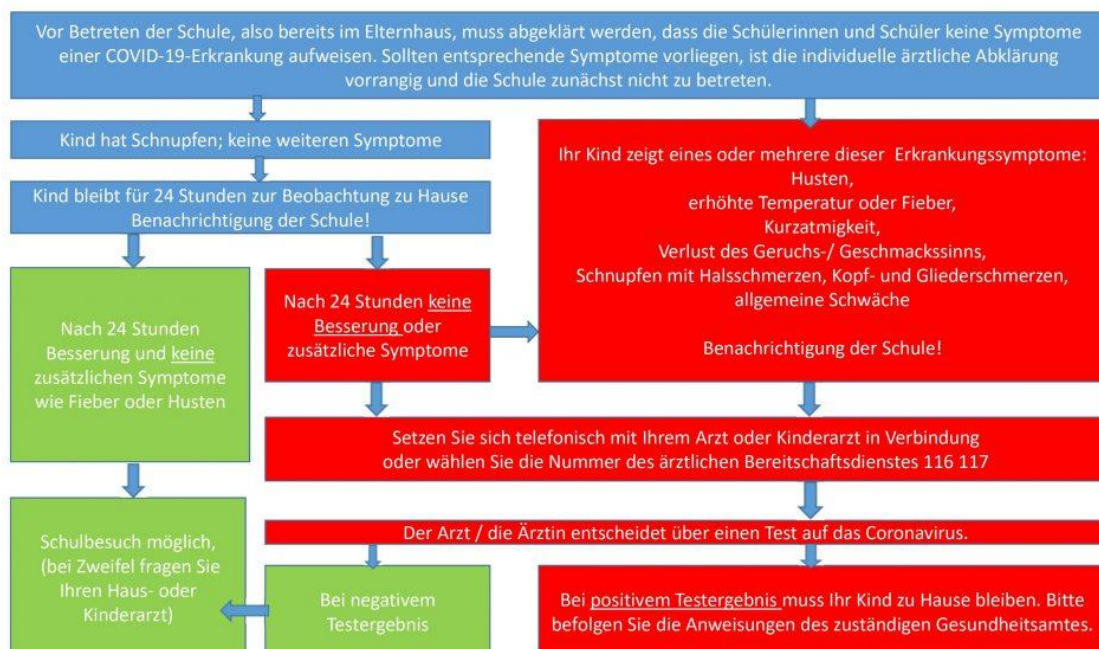 Vor Betreten der Schule, also bereits im Elternhaus, muss abgeklärt werden, dass die Schülerinnen und Schüler keine Symptome
einer COVID-19-Erkrankung aufweisen. Sollten entsprechende Symptome vorliegen, ist die individuelle ärztliche Abklärung
vorrangig und die Schule zunächst nicht zu betreten.
Kind hat Schnupfen; keine weiteren Symptome
Kind bleibt für 24 Stunden zur Beobachtung zu Hause
Benachrichtigung der Schule!
Ihr Kind zeigt eines oder mehrere dieser Erkrankungssymptome:
Husten,
erhöhte Temperatur oder Fieber,
Kurzatmigkeit,
Verlust des Geruchs-/ Geschmackssinns,
Schnupfen mit Halsschmerzen, Kopf- und Gliederschmerzen,
allgemeine Schwäche
Benachrichtigung der Schule!
Nach 24 Stunden
Besserung und keine
zusätzlichen Symptome
wie Fieber oder Husten
Nach 24 Stunden keine
Besserung oder
zusätzliche Symptome
Setzen Sie sich telefonisch mit Ihrem Arzt oder Kinderarzt in Verbindung
oder wählen Sie die Nummer des ärztlichen Bereitschaftsdienstes 116 117
Der Arzt / die Ärztin entscheidet über einen Test auf das Coronavirus.
Schulbesuch möglich,
(bei Zweifel fragen Sie
Ihren Haus- oder
Kinderarzt)
Bei negativem
Testergebnis
Bei positivem Testergebnis muss Ihr Kind zu Hause bleiben. Bitte
befolgen Sie die Anweisungen des zuständigen Gesundheitsamtes.